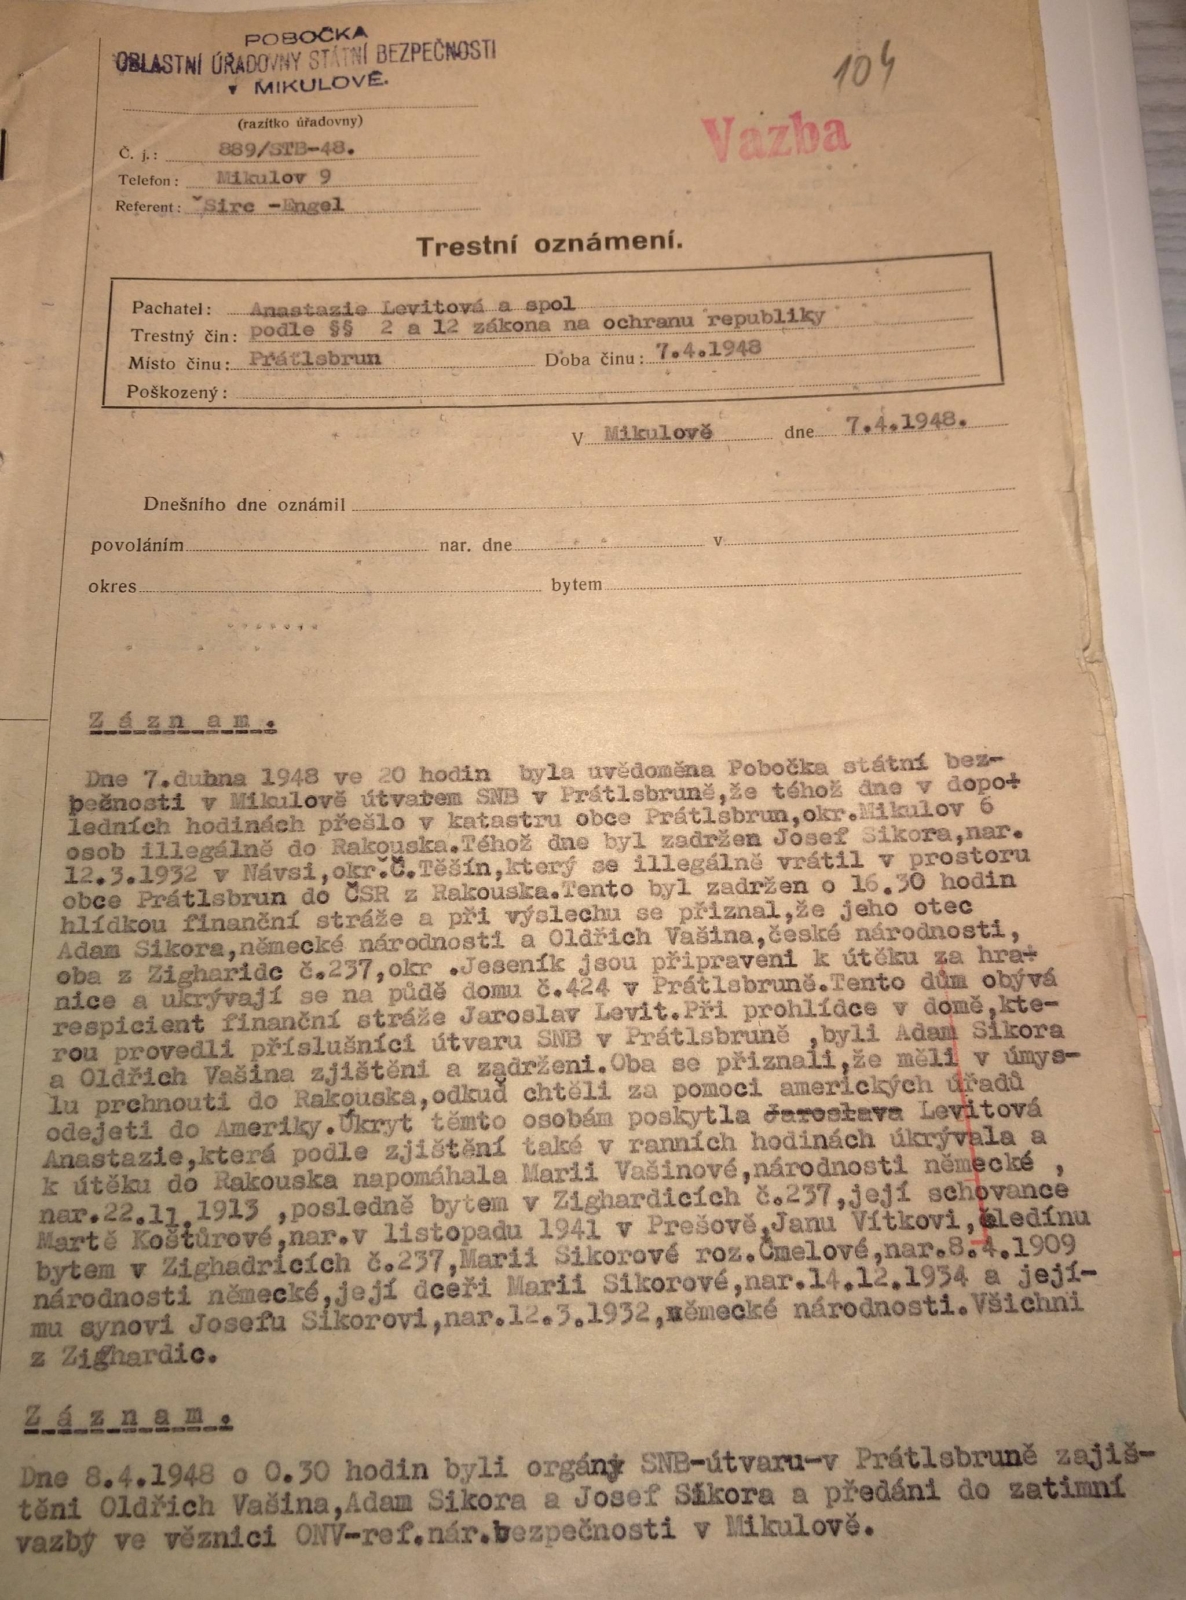 POBOČKA
OBLASTNÍ ÚŘADOVNY STÁTNÍ BEZPEČNOSTI
v MIKULOVĚ.
104
(razítko úřadovny)
Vazba
Č. j.: 889/STB-48.
Telefon: Mikulov 9
Referent: Širc -Engel
Trestní oznámení.
Pachatel: Anastazie Levitová a spol
Trestný čin: podle §§ 2 a 12 zákona na ochranu republiky
Místo činu: Prátlsbrun Doba činu: 7.4.1948
Poškozený:
V Mikulově dne 7.4.1948.
Dnešního dne oznámil
povoláním nar. dne v
okres bytem
Záznam.
Dne 7.dubna 1948 ve 20 hodin byla uvědoměna Pobočka státní bez-
pečnosti v Mikulově útvarem SNB v Prátlsbruně,že téhož dne v dopo-
ledních hodinách přešlo v katastru obce Prátlsbrun,okr.Mikulov 6
osob illegálně do Rakouska.Téhož dne byl zadržen Josef Sikora,nar.
12.3.1932 v Návsi,okr.Č.Těšín,který se illegálně vrátil v prostoru
obce Prátlsbrun do ČSR z Rakouska.Tento byl zadržen o 16.30 hodin
hlídkou finanční stráže a při výslechu se přiznal,že jeho otec
Adam Sikora,německé národnosti a Oldřich Vašina,české národnosti,
oba z Zigharidc č.237,okr .Jeseník jsou připraveni k útěku za hra-
nice a ukrývají se na půdě domu č.424 v Prátlsbruně.Tento dům obývá
respicient finanční stráže Jaroslav Levit.Při prohlídce v domě,kte-
rou provedli příslušníci útvaru SNB v Prátlsbruně ,byli Adam Sikora
a Oldřich Vašina zjištěni a zadrženi.Oba se přiznali,že měli v úmys-
lu prchnouti do Rakouska,odkuď chtěli za pomoci amerických úřadů
odejeti do Ameriky.Úkryt těmto osobám poskytla Jaroslava Levitová
Anastazie,která podle zjištění také v ranních hodinách úkrývala a
k útěku do Rakouska napomáhala Marii Vašinové,národnosti německé ,
nar.22.11.1913 ,posledně bytem v Zighardicích č.237,její schovance
Martě Koštúrové,nar.v listopadu 1941 v Prešově,Janu Vítkovi,čledínu
bytem v Zighadricích č.237,Marii Sikorové roz.Čmelové,nar.8.4.1909
národnosti německé,její dceři Marii Sikorové,nar.14.12.1934 a její-
mu synovi Josefu Sikorovi,nar.12.3.1932,německé národnosti.Všichni
z Zighardic.
Záznam.
Dne 8.4.1948 o 0.30 hodin byli orgány SNB-útvaru-v Prátlsbruně zajiš-
těni Oldřich Vašina,Adam Sikora a Josef Sikora a předáni do zatimní
vazby ve věznici ONV-ref.nár.bezpečnosti v Mikulově.